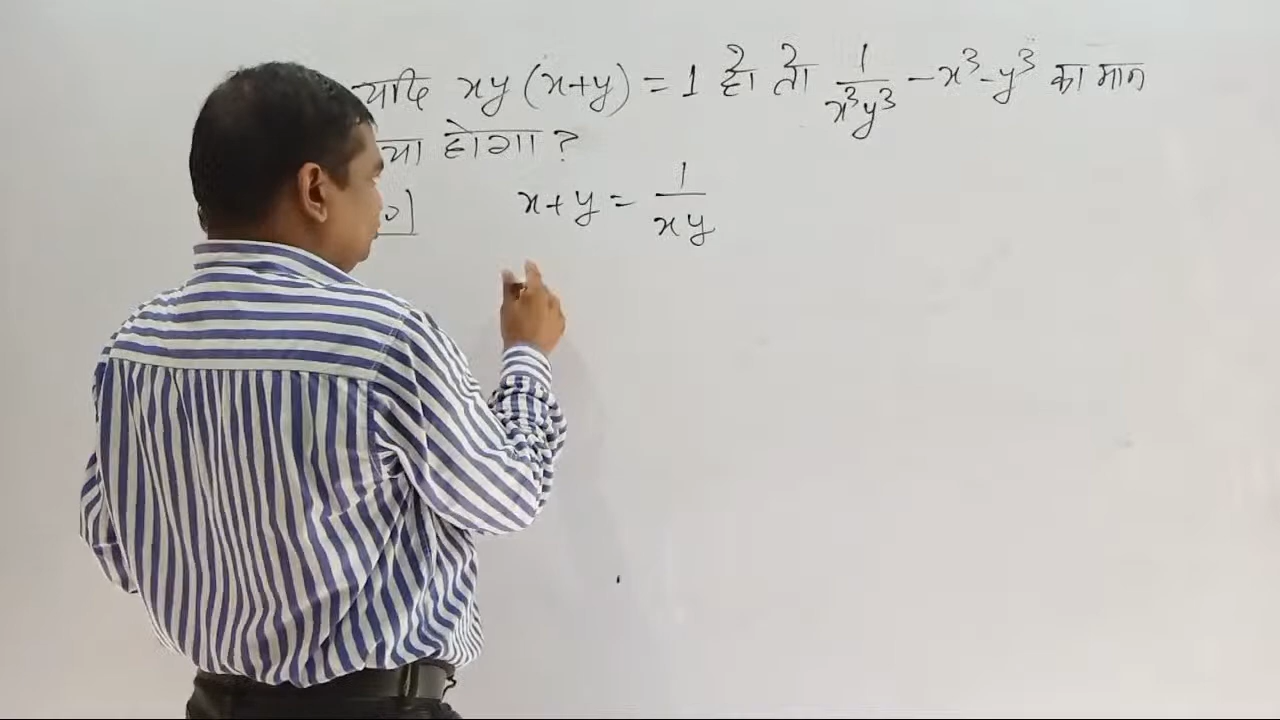 यदि xy(x+y) = 1 हो तो 1/x³y³ - x³ - y³ का मान
होगा ?
x + y = 1/xy